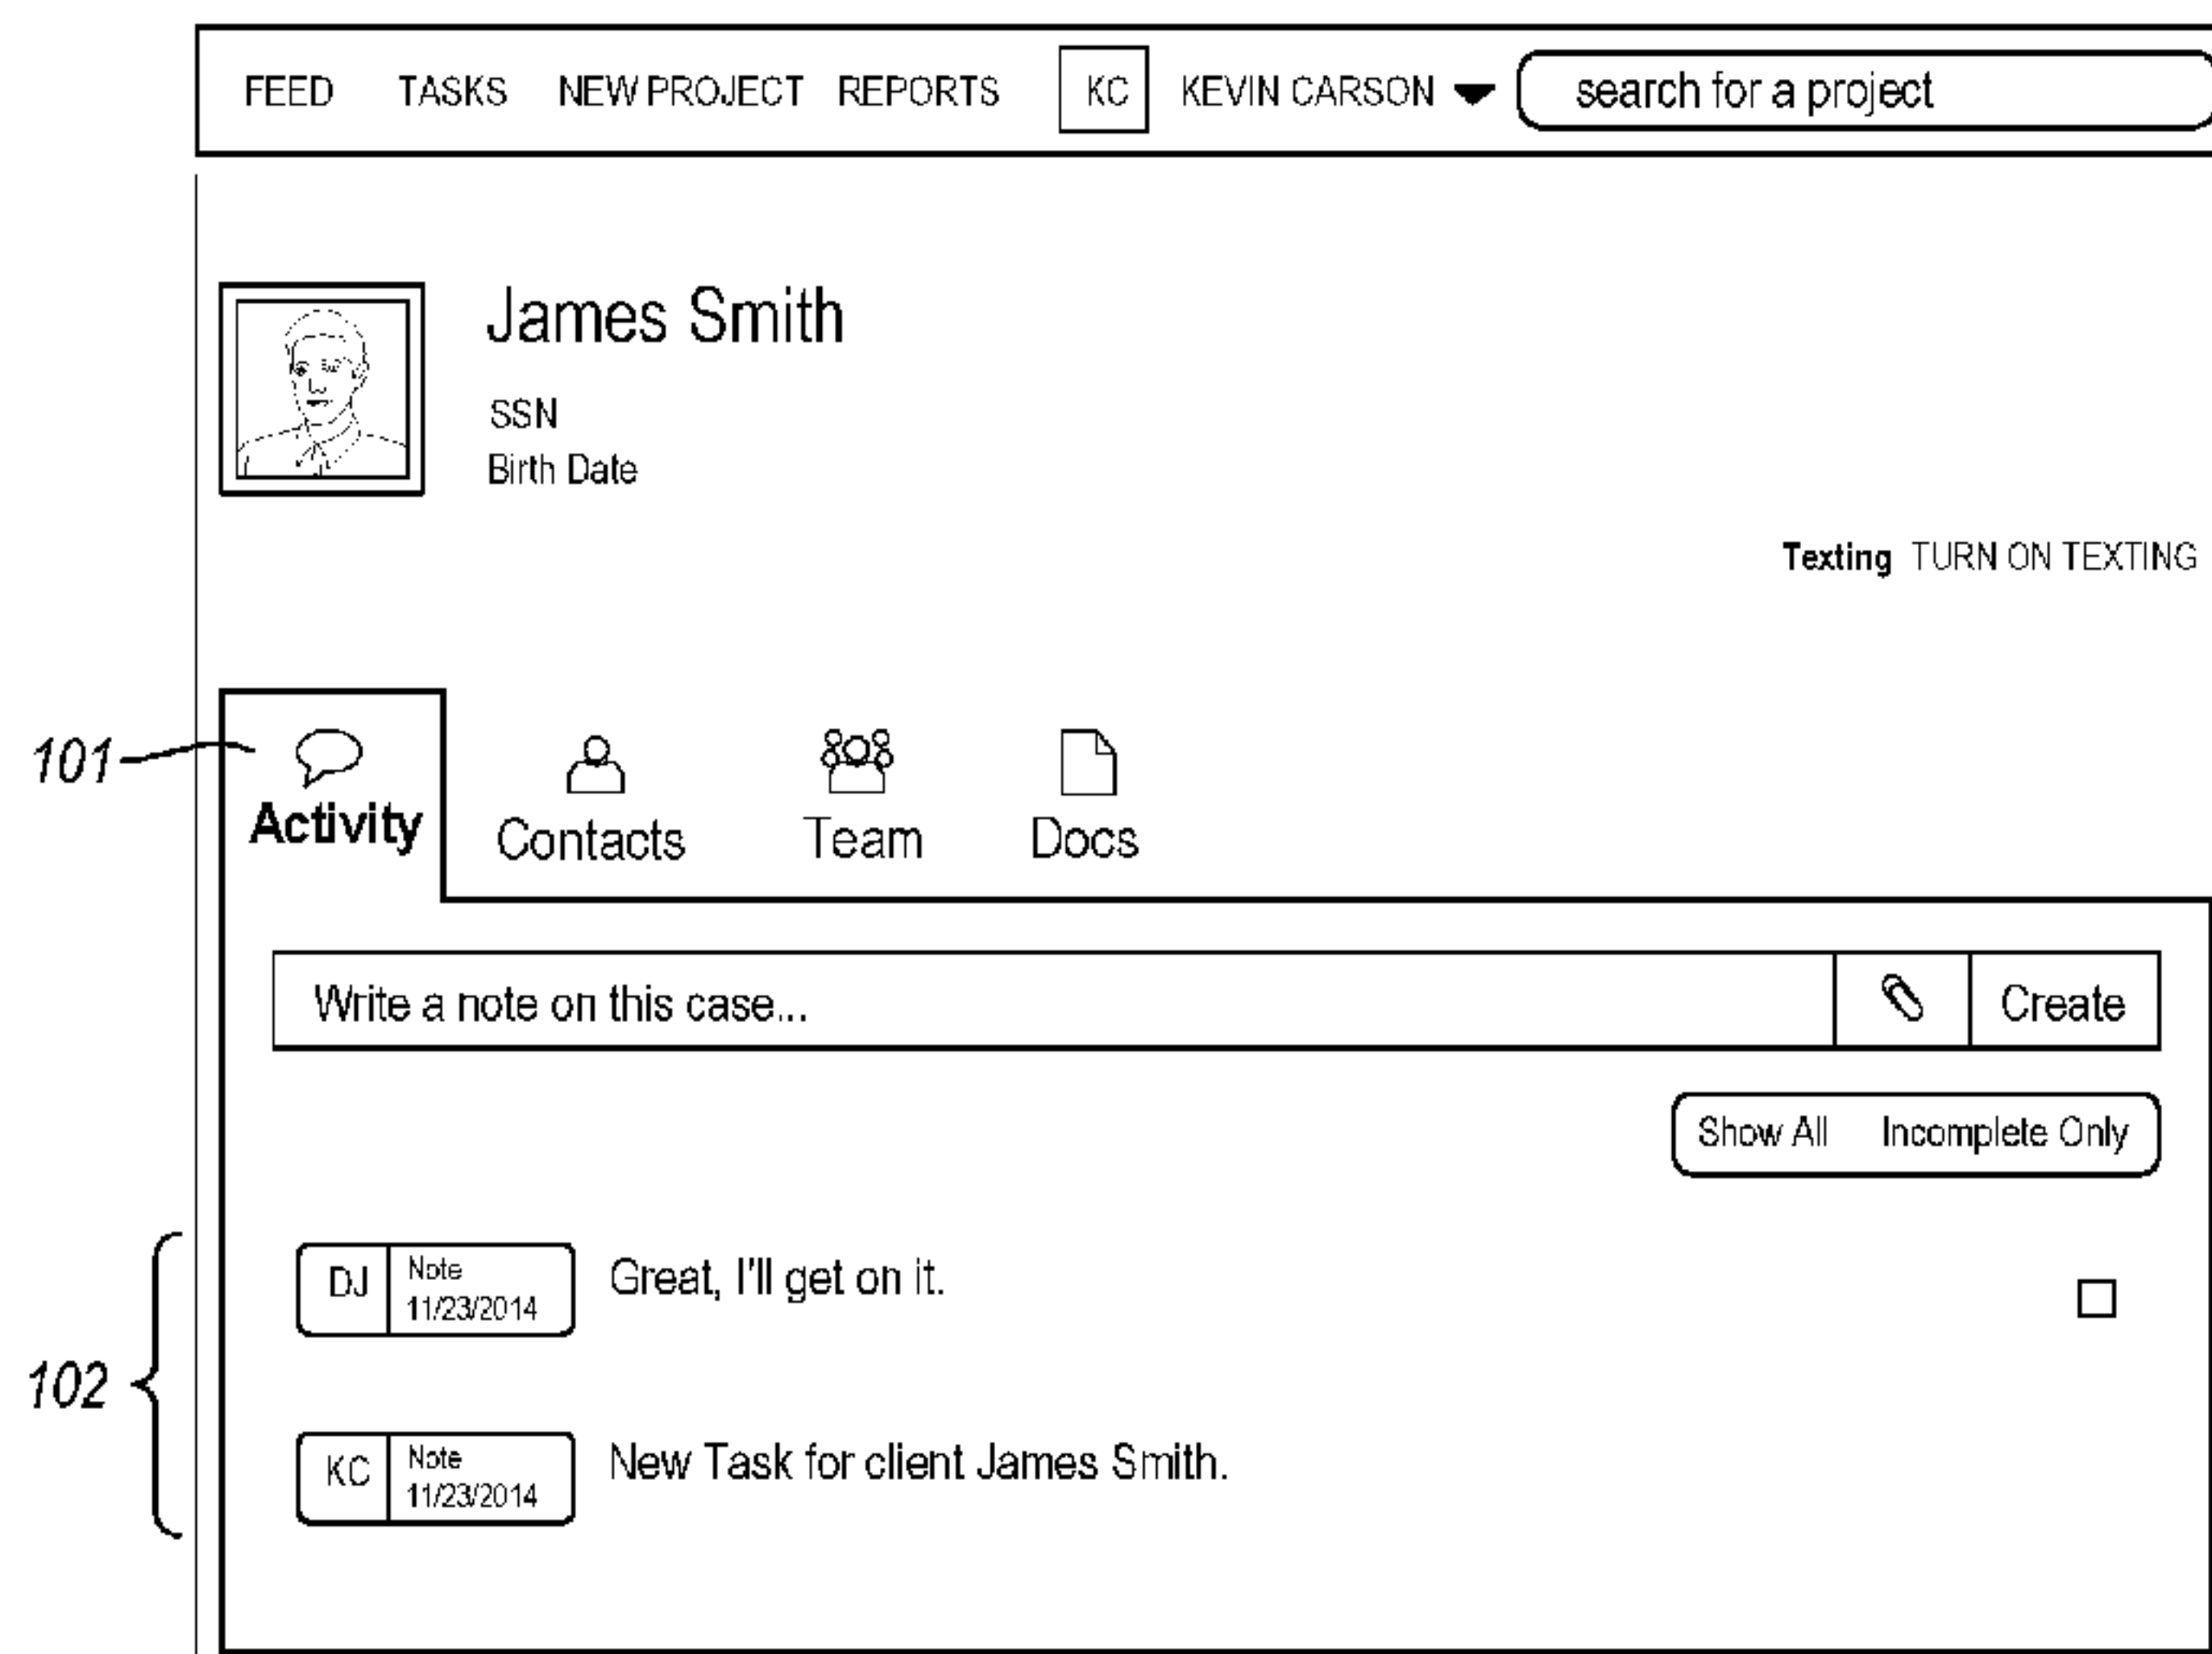 FEED TASKS NEW PROJECT REPORTS KC KEVIN CARSON search for a project
James Smith
SSN
Birth Date
Texting TURN ON TEXTING
101
Activity Contacts Team Docs
Write a note on this case... Create
Show All Incomplete Only
102
DJ Note 11/23/2014 Great, I'll get on it.
KC Note 11/23/2014 New Task for client James Smith.